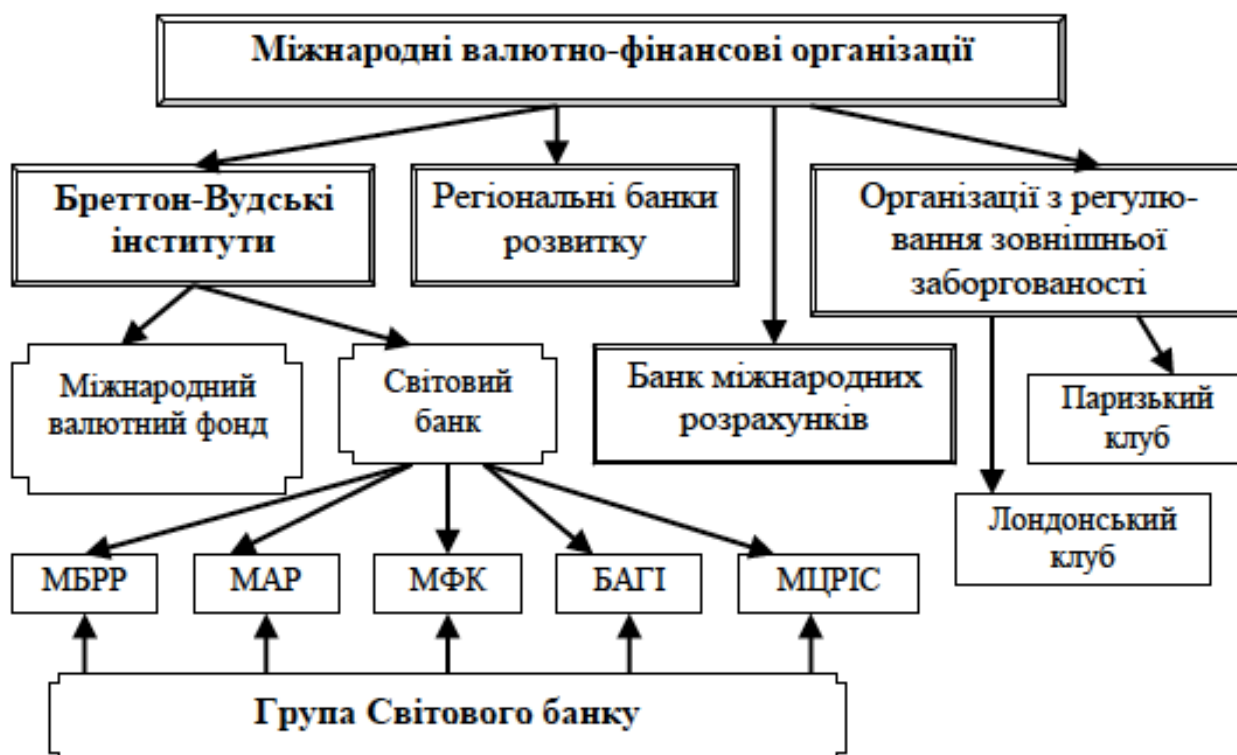 Міжнародні валютно-фінансові організації
Бреттон-Вудські
інститути
Регіональні банки
розвитку
Організації з регулю-
вання зовнішньої
заборгованості
Міжнародний
валютний фонд
Світовий
банк
Банк міжнародних
розрахунків
Паризький
клуб
Лондонський
клуб
МБРР
МАР
МФК
БАГІ
МЦРІС
Група Світового банку